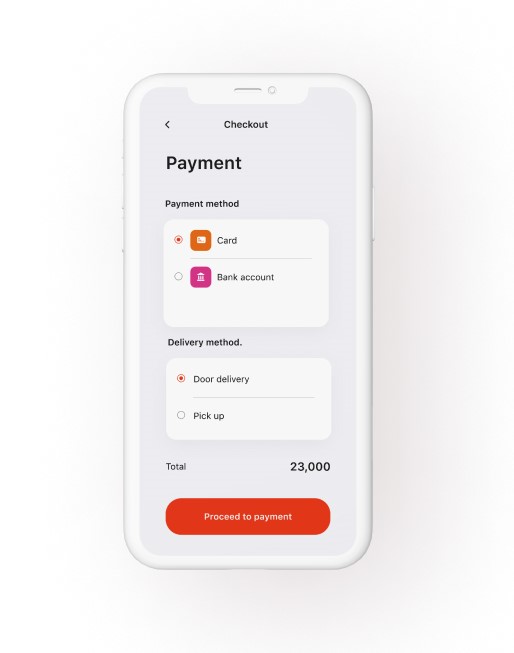 Checkout
Payment
Payment method
Card
Bank account
Delivery method.
Door delivery
Pick up
Total 23,000
Proceed to payment